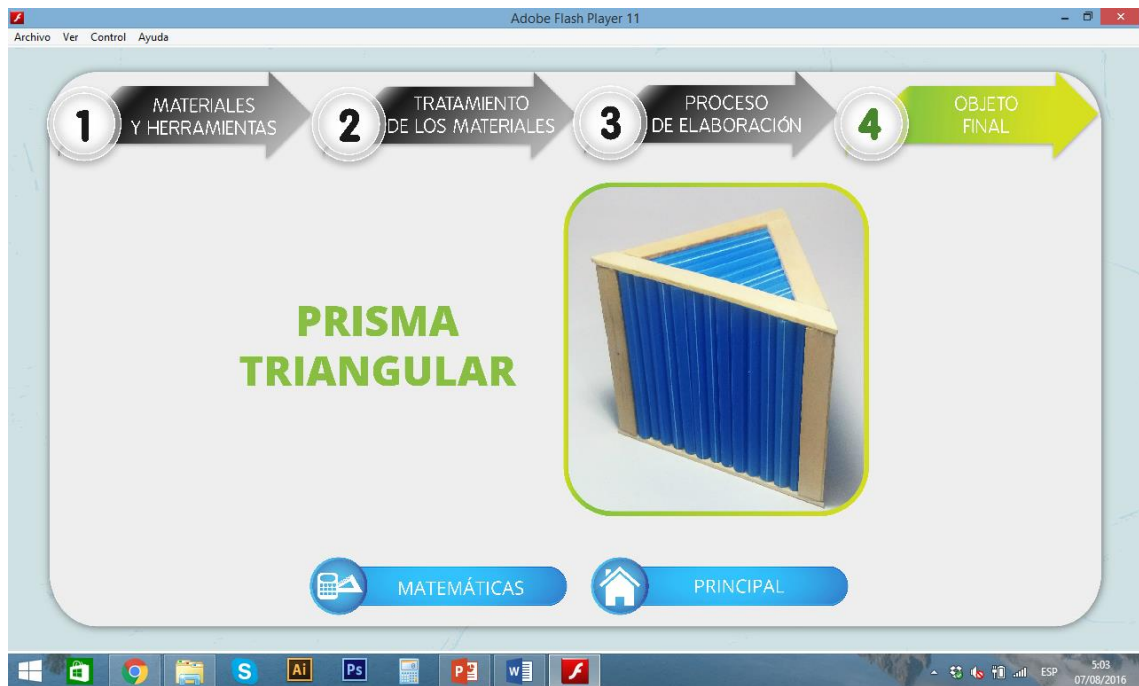 Adobe Flash Player 11
Archivo Ver Control Ayuda
1 MATERIALES
Y HERRAMIENTAS
2 TRATAMIENTO
DE LOS MATERIALES
3 PROCESO
DE ELABORACIÓN
4 OBJETO
FINAL
PRISMA
TRIANGULAR
MATEMÁTICAS
PRINCIPAL
S
Ai
Ps
P
W
ESP
5:03
07/08/2016